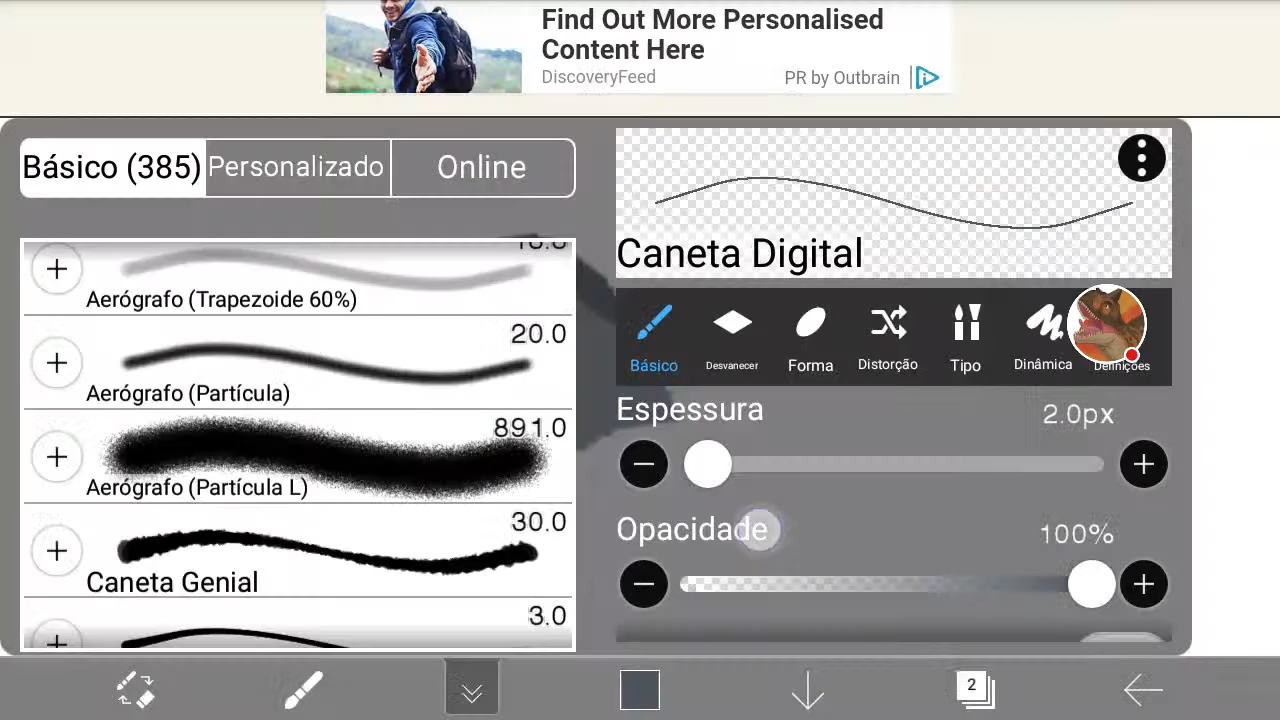 Find Out More Personalised
Content Here
DiscoveryFeed
PR by Outbrain
Básico (385)
Personalizado
Online
Aerógrafo (Trapezoide 60%)
20.0
Aerógrafo (Partícula)
891.0
Aerógrafo (Partícula L)
30.0
Caneta Genial
3.0
Caneta Digital
Básico
Desvanecer
Forma
Distorção
Tipo
Dinâmica
Definições
Espessura
2.0px
Opacidade
100%
2